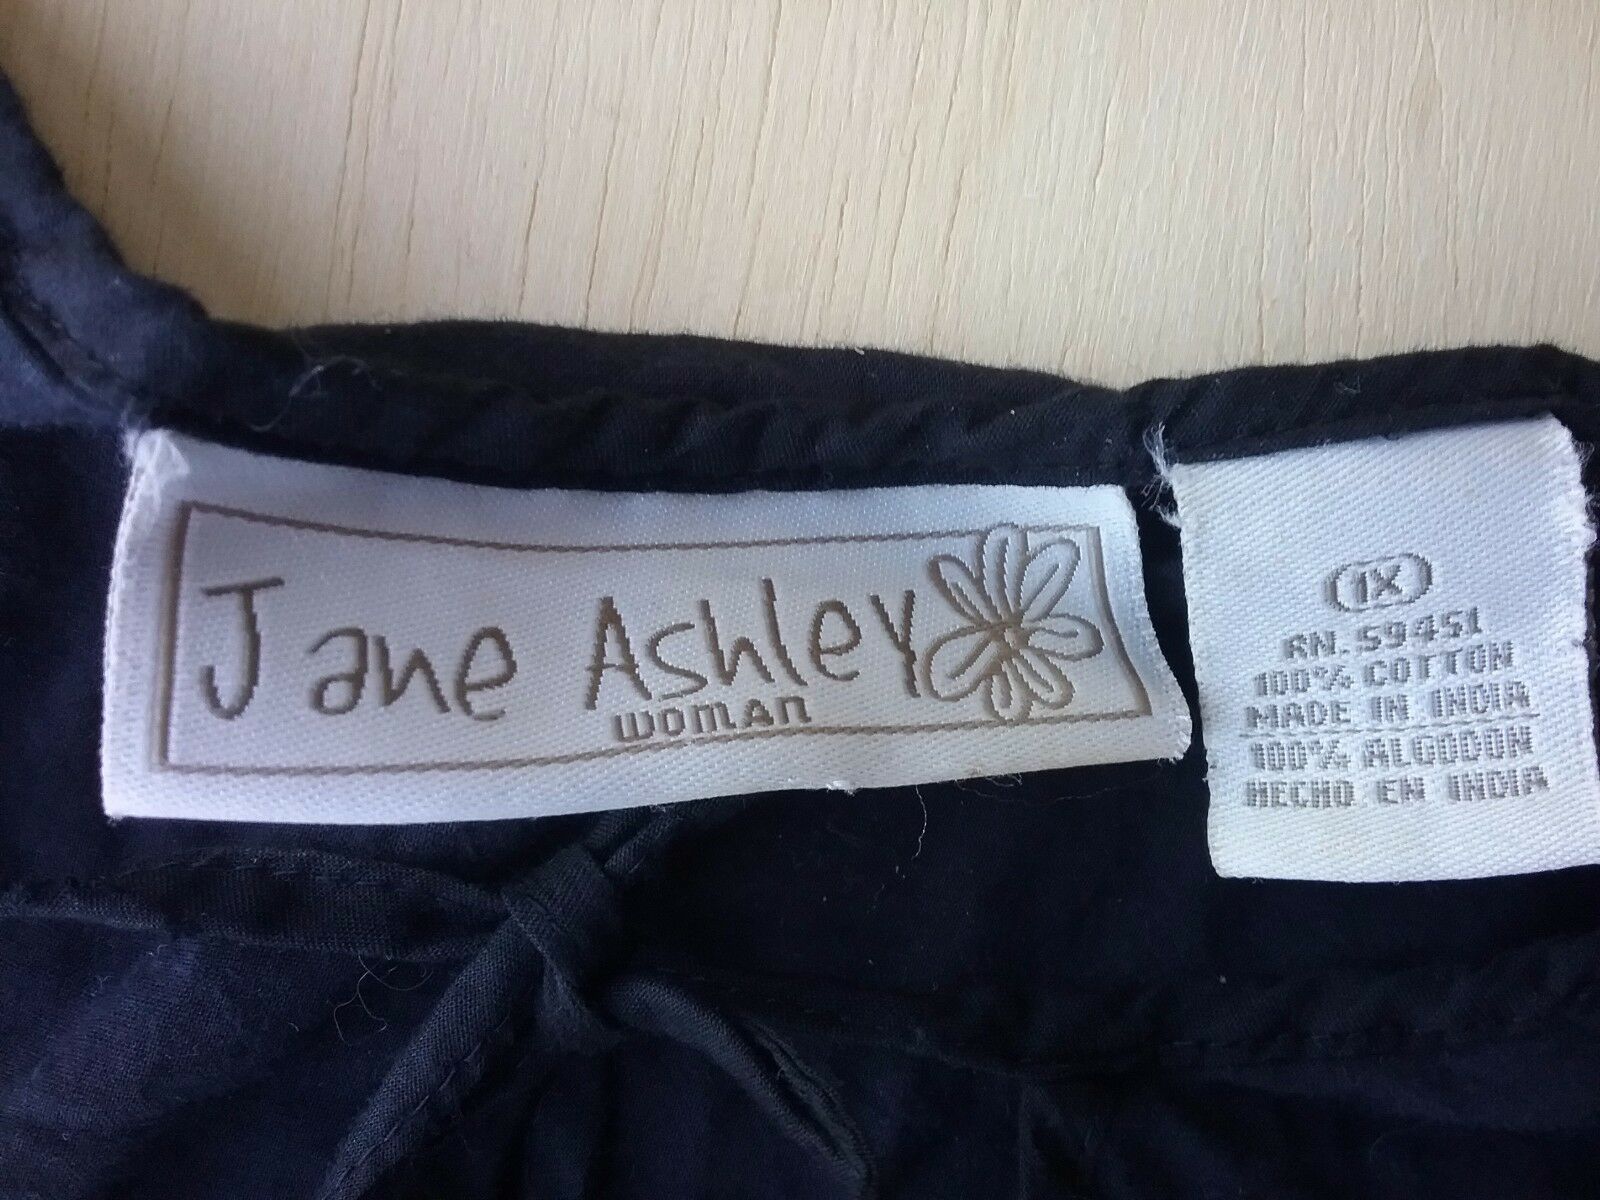 Jane Ashley
WOMAN
1X
RN. 59451
100% COTTON
MADE IN INDIA
100% ALGODON
HECHO EN INDIA